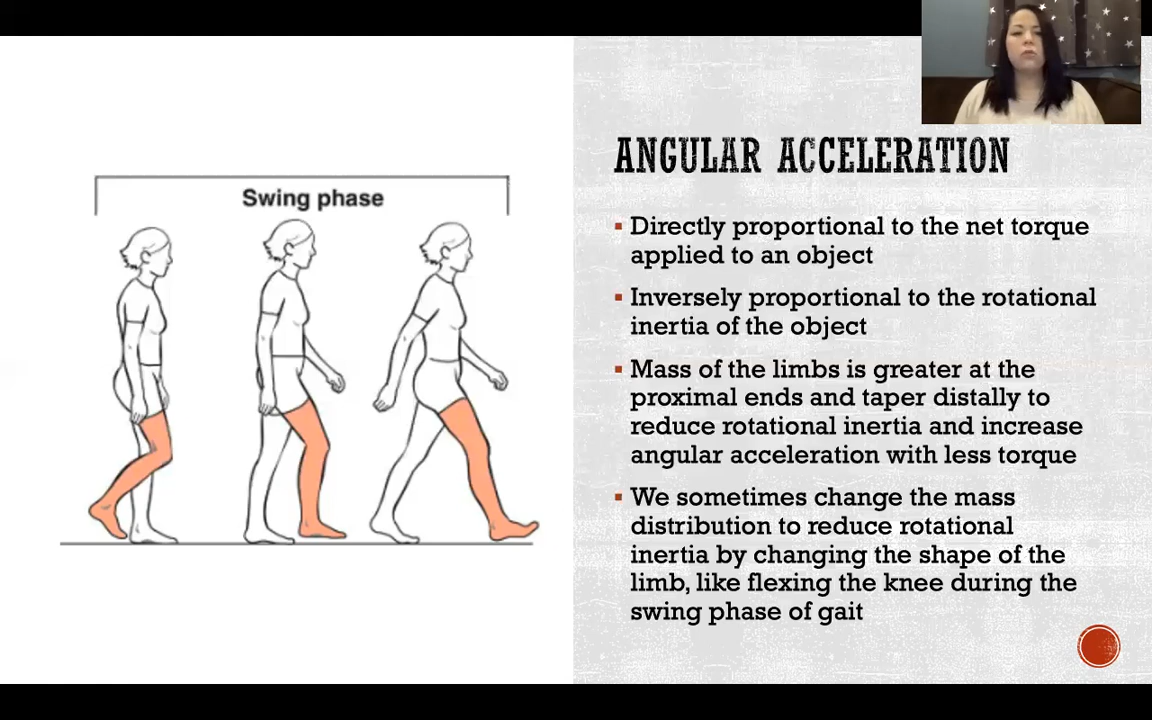 Swing phase
ANGULAR ACCELERATION
▪ Directly proportional to the net torque
applied to an object
▪ Inversely proportional to the rotational
inertia of the object
▪ Mass of the limbs is greater at the
proximal ends and taper distally to
reduce rotational inertia and increase
angular acceleration with less torque
▪ We sometimes change the mass
distribution to reduce rotational
inertia by changing the shape of the
limb, like flexing the knee during the
swing phase of gait